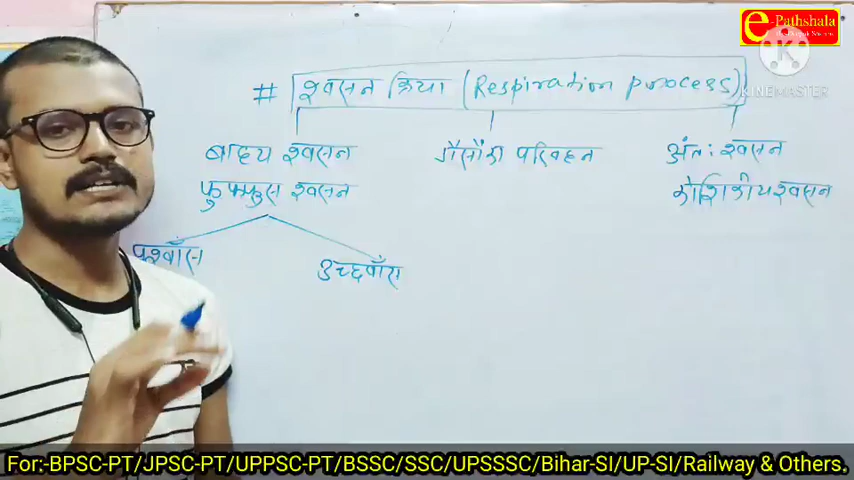 e-Pathshala
KINEMASTER
# श्वसन क्रिया (Respiration process)
बाह्य श्वसन
गैसोंका परिवहन
अंत: श्वसन
फुफ्फुस श्वसन
कोशिकीय श्वसन
प्रश्वाँस
उच्छवाँस
For:-BPSC-PT/JPSC-PT/UPPSC-PT/BSSC/SSC/UPSSSC/Bihar-SI/UP-SI/Railway & Others.